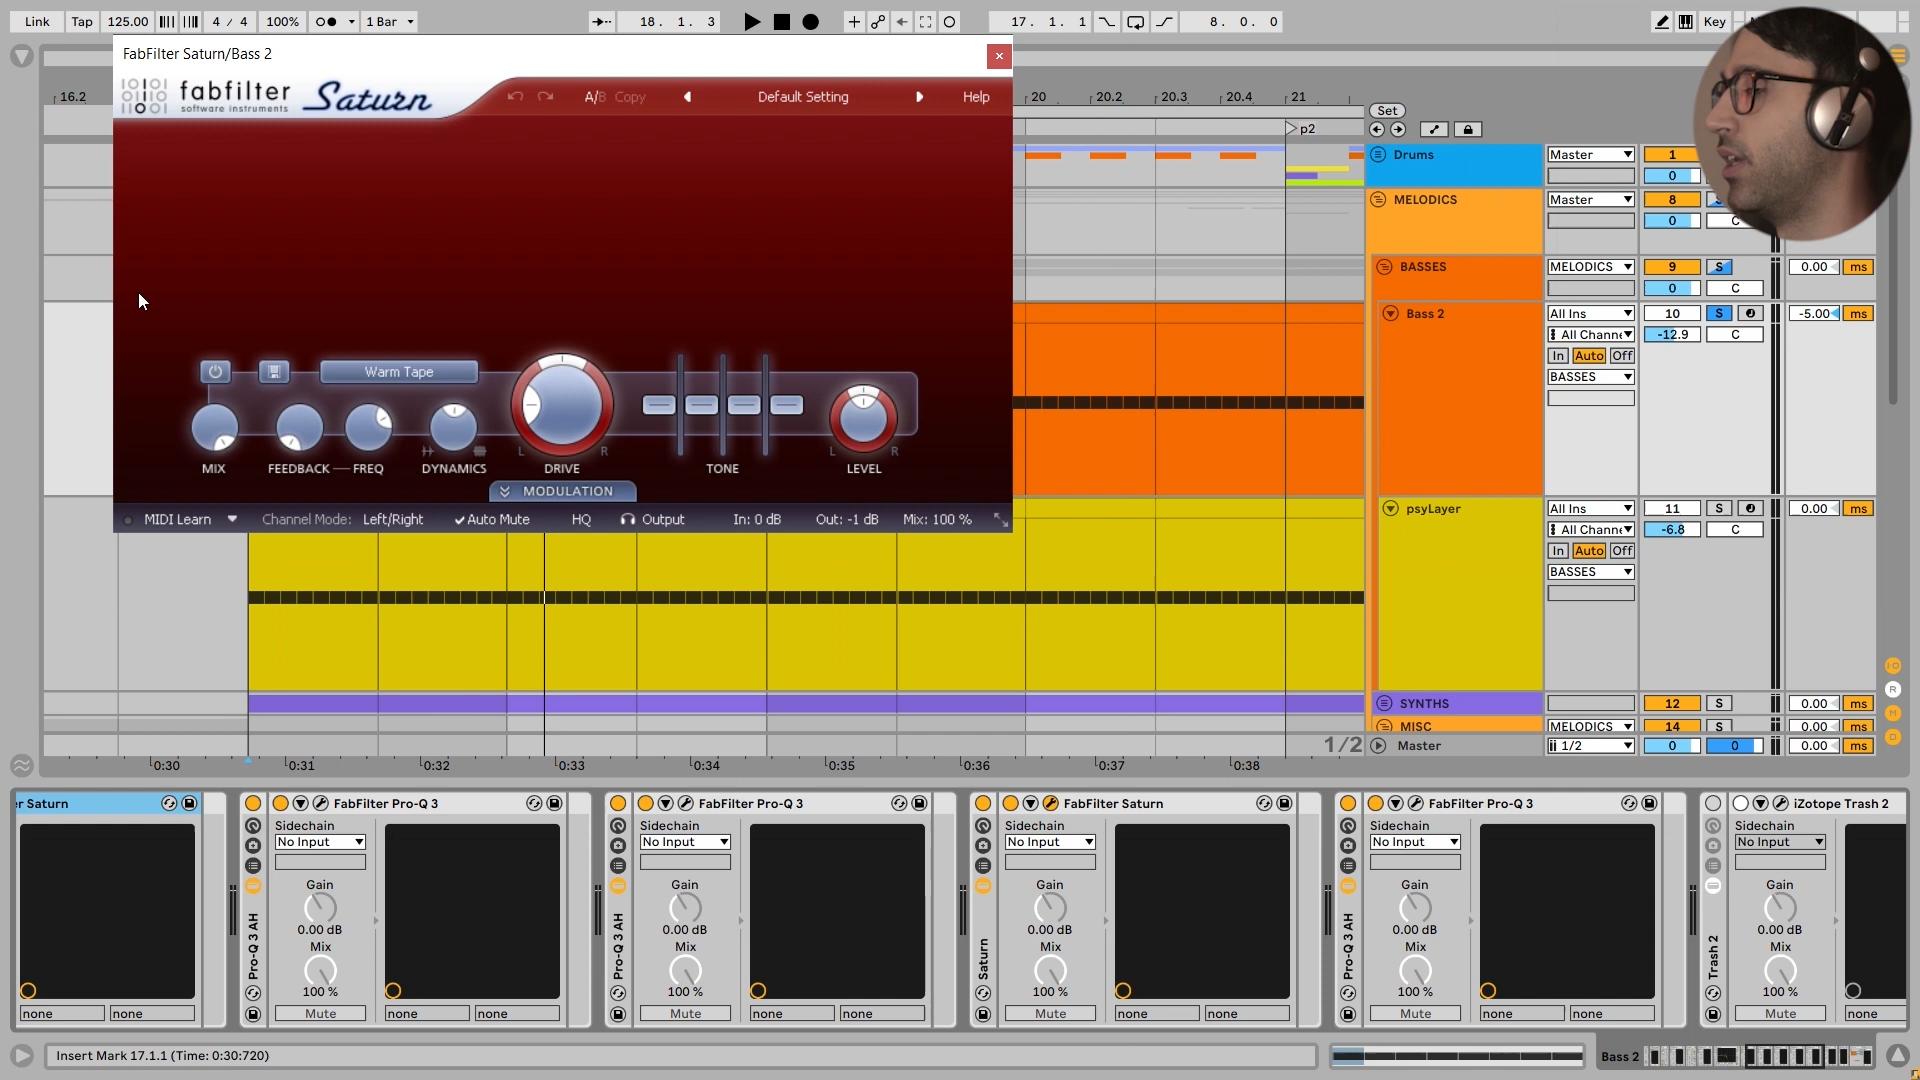 Link Tap 125.00 4 / 4 100% 1 Bar 18. 1. 3 17. 1. 1 8. 0. 0 Key
FabFilter Saturn/Bass 2
fabfilter
software instruments
Saturn
A/B Copy Default Setting Help
16.2 20 20.2 20.3 20.4 21
p2
Set
Drums Master 1
0
MELODICS Master 8
0 C
BASSES MELODICS 9 S 0.00 ms
0 C
Bass 2 All Ins 10 S -5.00 ms
All Channe -12.9 C
In Auto Off
BASSES
Warm Tape
MIX FEEDBACK FREQ DYNAMICS L DRIVE R TONE L LEVEL R
MODULATION
MIDI Learn Channel Mode: Left/Right Auto Mute HQ Output In: 0 dB Out: -1 dB Mix: 100 %
psyLayer All Ins 11 S 0.00 ms
All Channe -6.8 C
In Auto Off
BASSES
SYNTHS 12 S 0.00 ms
MISC MELODICS 14 S 0.00 ms
1/2 Master 1/2 0 0 0.00 ms
0:30 0:31 0:32 0:33 0:34 0:35 0:36 0:37 0:38
r Saturn FabFilter Pro-Q 3 FabFilter Pro-Q 3 FabFilter Saturn FabFilter Pro-Q 3 iZotope Trash 2
Sidechain Sidechain Sidechain Sidechain Sidechain
No Input No Input No Input No Input No Input
Gain Gain Gain Gain Gain
0.00 dB 0.00 dB 0.00 dB 0.00 dB 0.00 dB
Mix Mix Mix Mix Mix
100 % 100 % 100 % 100 % 100 %
Pro-Q 3 AH Pro-Q 3 AH Saturn Pro-Q 3 AH Trash 2
none none Mute none none Mute none none Mute none none Mute none none Mute none
Insert Mark 17.1.1 (Time: 0:30:720)
Bass 2